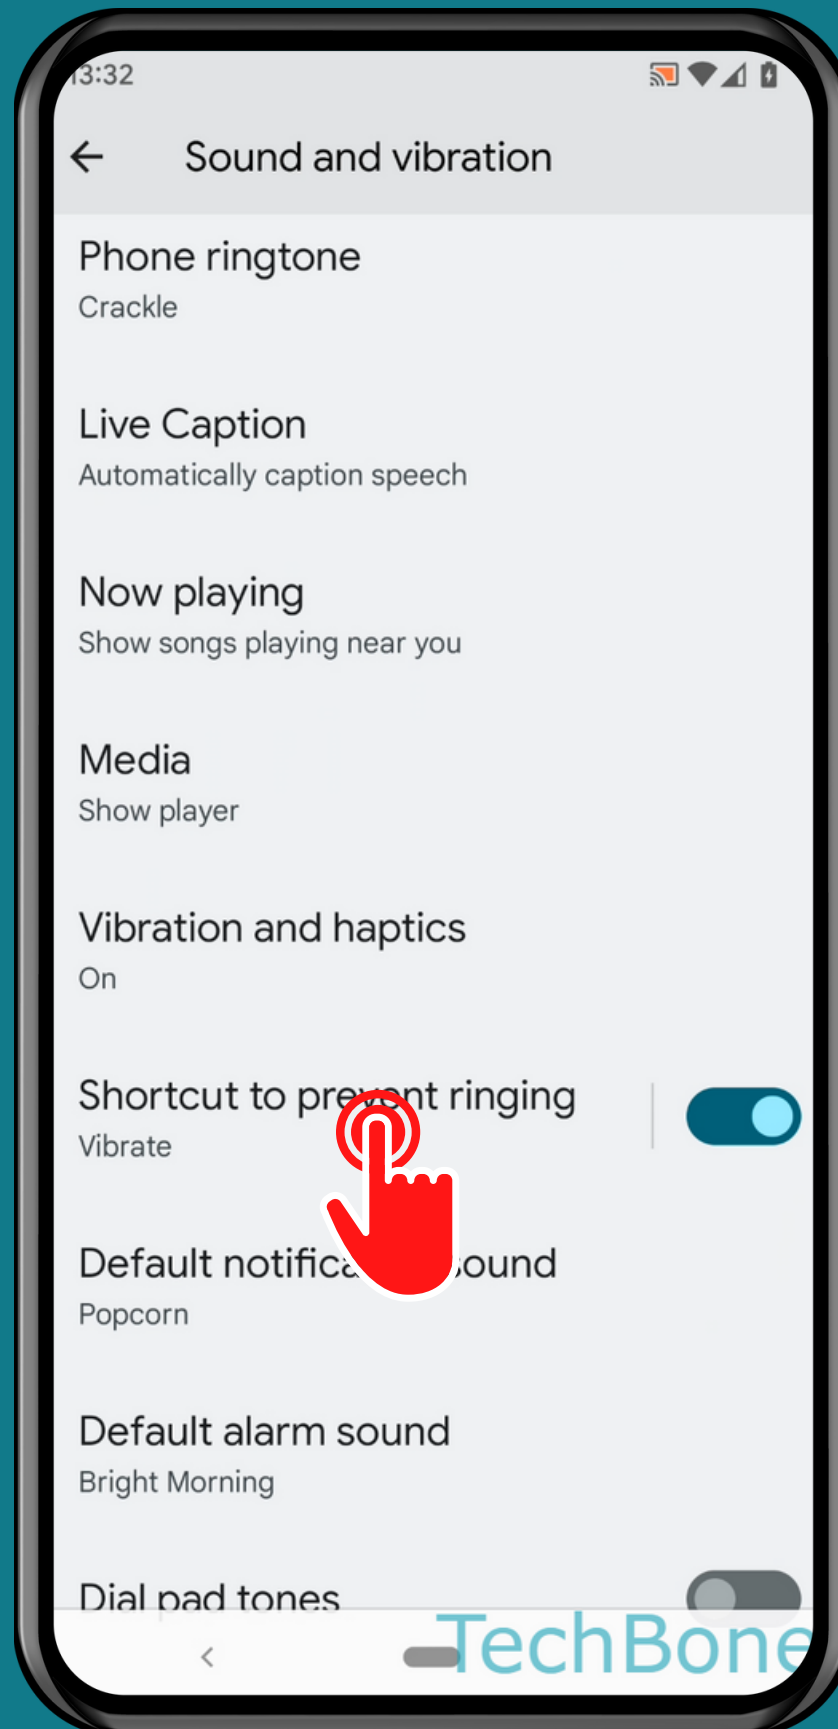 13:32
Sound and vibration
Phone ringtone
Crackle
Live Caption
Automatically caption speech
Now playing
Show songs playing near you
Media
Show player
Vibration and haptics
On
Shortcut to prevent ringing
Vibrate
Default notification sound
Popcorn
Default alarm sound
Bright Morning
Dial pad tones
TechBone